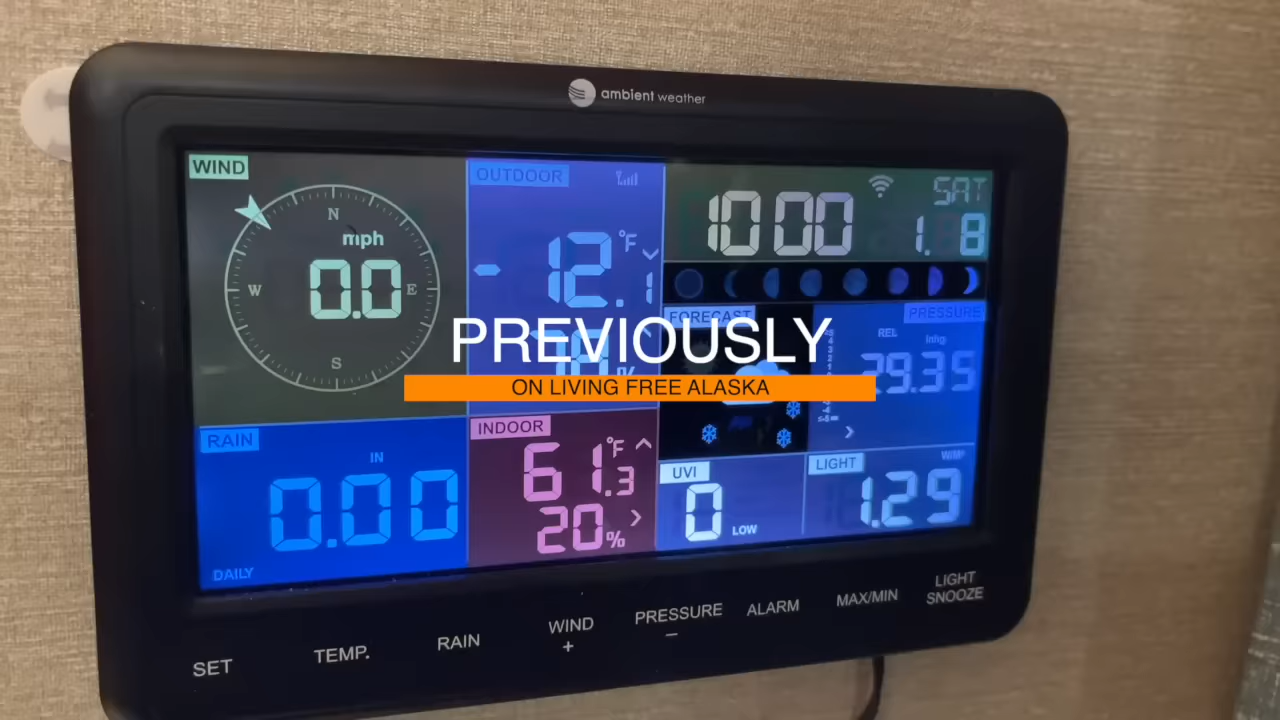 ambient weather
WIND
N
mph
0.0
W
E
S
OUTDOOR
-12.1
°F
10:00
SAT
1. 8
PREVIOUSLY
ON LIVING FREE ALASKA
FORECAST
PRESSURE
REL
inhg
29.35
RAIN
IN
0.00
DAILY
INDOOR
61.3
°F
20%
UVI
0
LOW
LIGHT
W/m²
1.29
SET
TEMP.
RAIN
WIND
+
PRESSURE
–
ALARM
MAX/MIN
LIGHT
SNOOZE